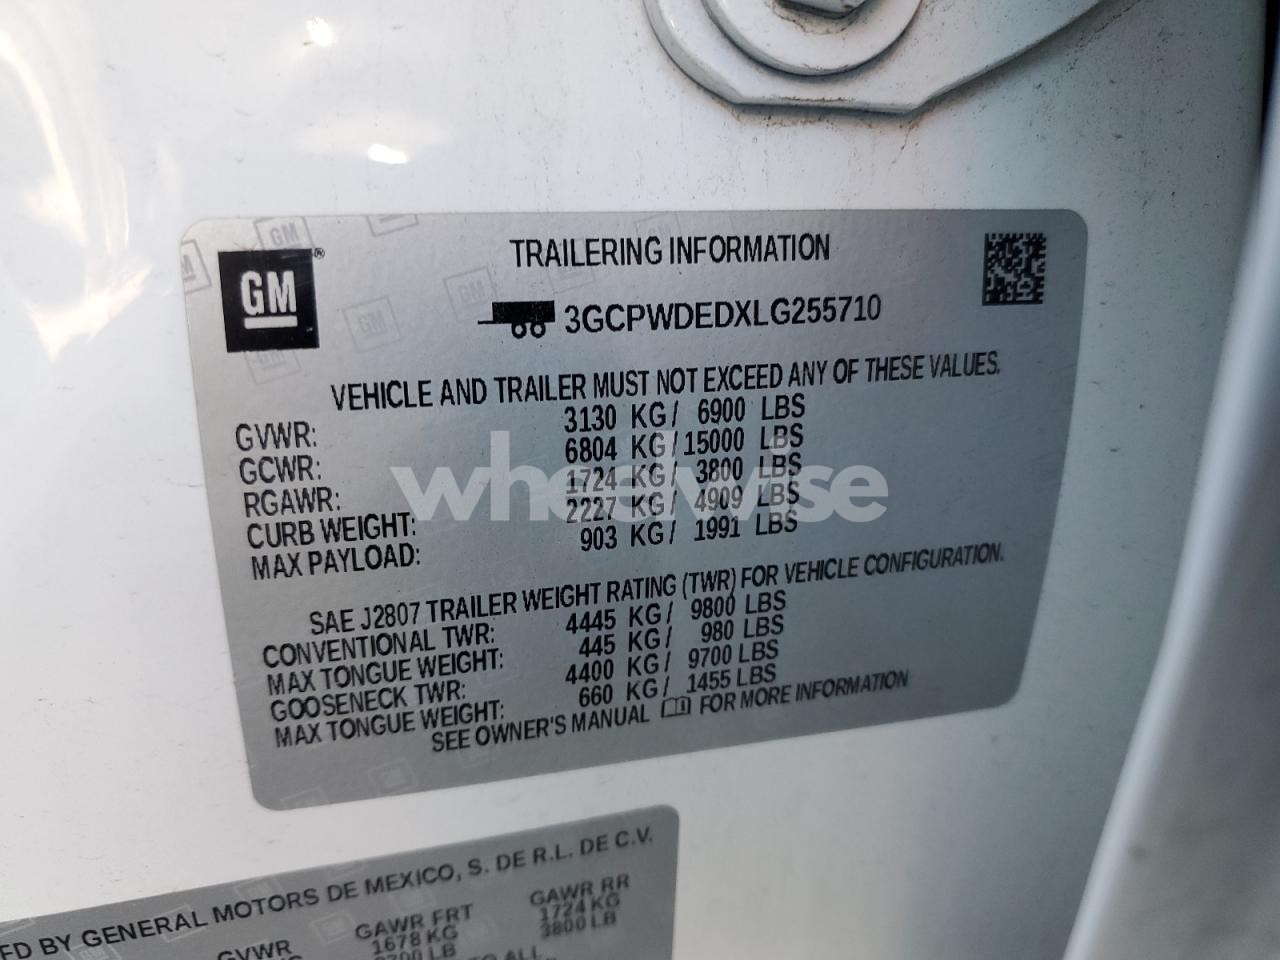 GM
TRAILERING INFORMATION
3GCPWDEDXLG255710
VEHICLE AND TRAILER MUST NOT EXCEED ANY OF THESE VALUES.
GVWR: 3130 KG/ 6900 LBS
GCWR: 6804 KG/ 15000 LBS
RGAWR: 1724 KG/ 3800 LBS
CURB WEIGHT: 2227 KG/ 4909 LBS
MAX PAYLOAD: 903 KG/ 1991 LBS
wheelwise
SAE J2807 TRAILER WEIGHT RATING (TWR) FOR VEHICLE CONFIGURATION.
CONVENTIONAL TWR: 4445 KG/ 9800 LBS
MAX TONGUE WEIGHT: 445 KG/ 980 LBS
GOOSENECK TWR: 4400 KG/ 9700 LBS
MAX TONGUE WEIGHT: 660 KG/ 1455 LBS
SEE OWNER'S MANUAL FOR MORE INFORMATION
FD BY GENERAL MOTORS DE MEXICO, S. DE R.L. DE C.V.
GVWR GAWR FRT GAWR RR
1678 KG 1724 KG
3800 LB